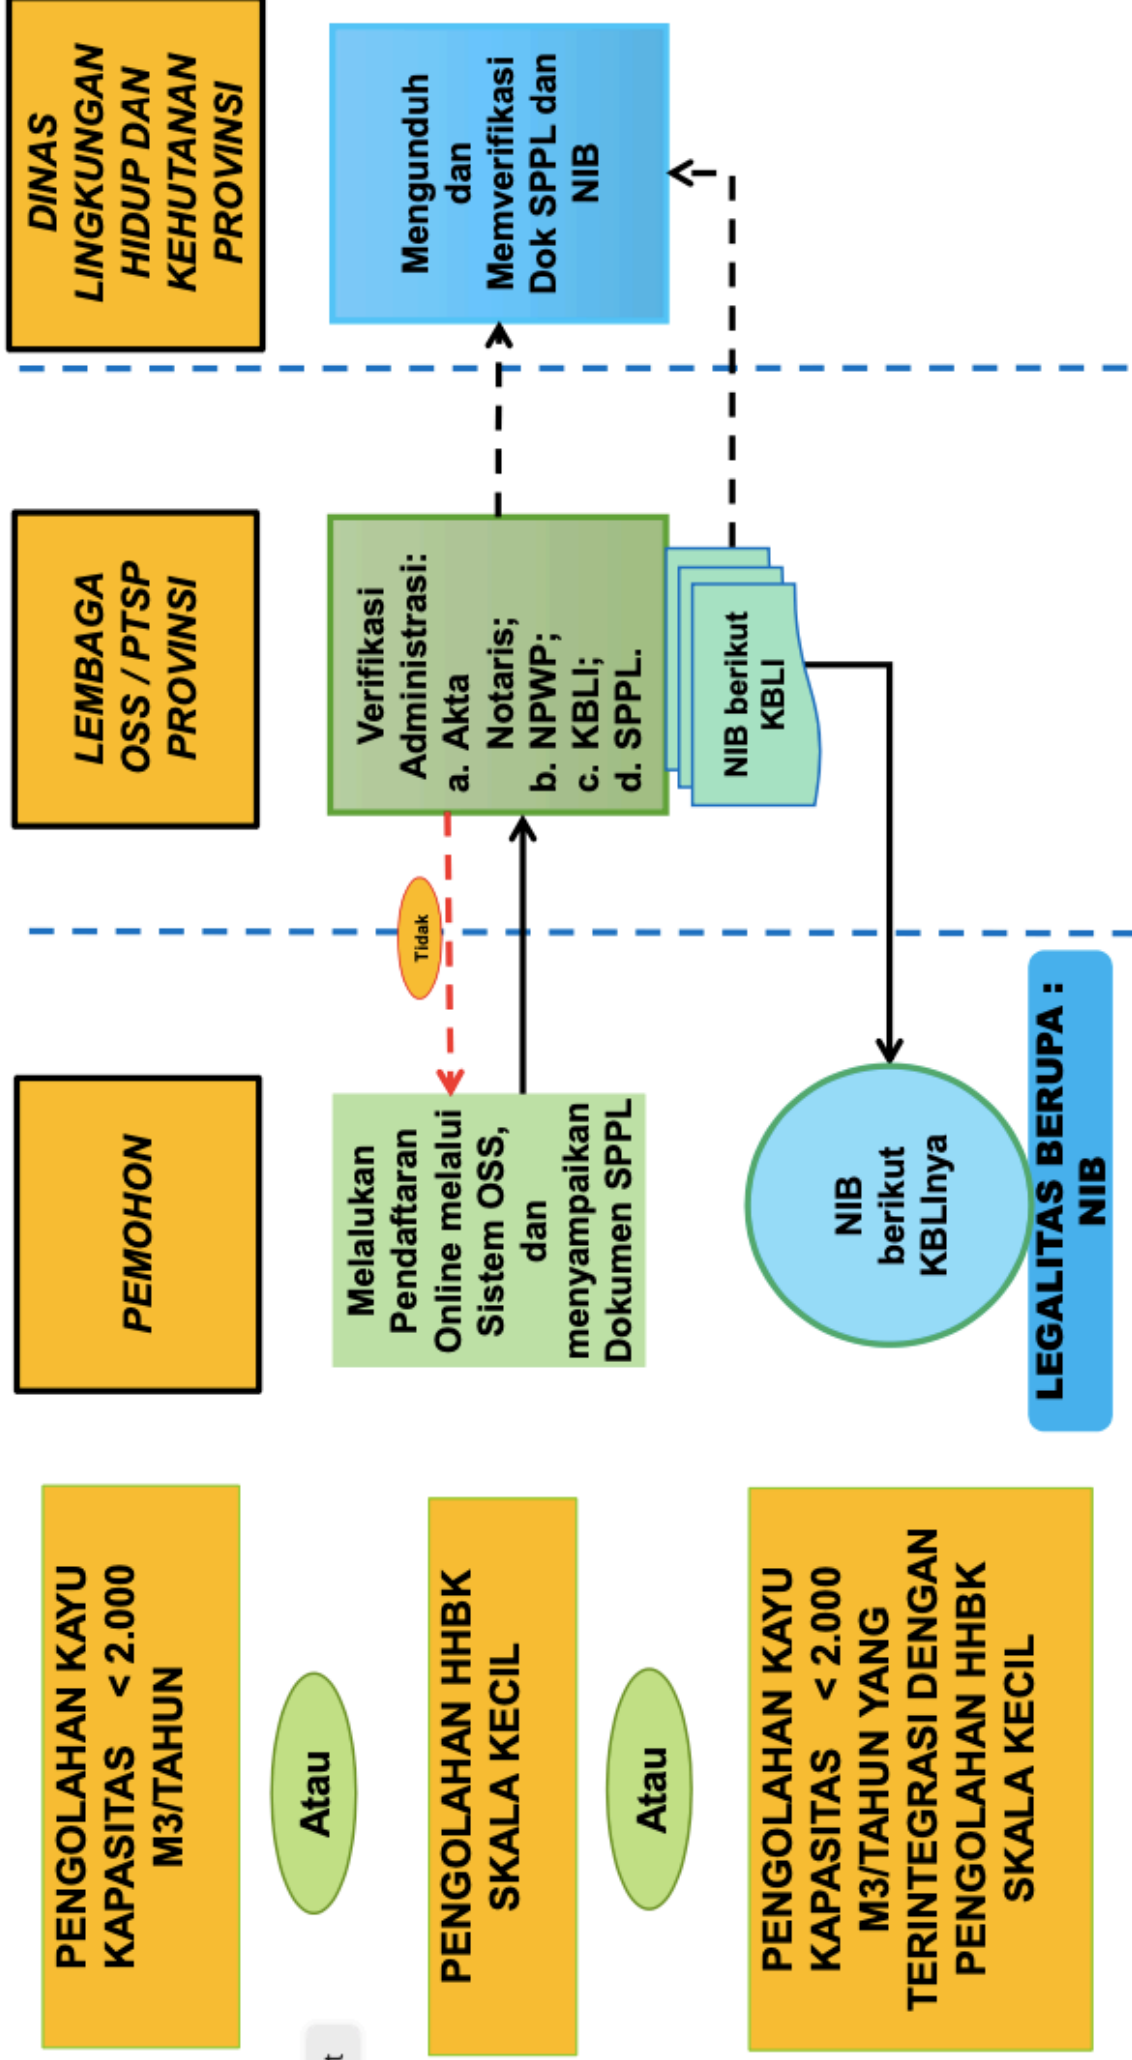 PENGOLAHAN KAYU
KAPASITAS < 2.000
M3/TAHUN
Atau
PENGOLAHAN HHBK
SKALA KECIL
Atau
PENGOLAHAN KAYU
KAPASITAS < 2.000
M3/TAHUN YANG
TERINTEGRASI DENGAN
PENGOLAHAN HHBK
SKALA KECIL
PEMOHON
Melalukan
Pendaftaran
Online melalui
Sistem OSS,
dan
menyampaikan
Dokumen SPPL
NIB
berikut
KBLInya
LEGALITAS BERUPA :
NIB
Tidak
LEMBAGA
OSS / PTSP
PROVINSI
Verifikasi
Administrasi:
a. Akta
Notaris;
b. NPWP;
c. KBLI;
d. SPPL.
NIB berikut
KBLI
DINAS
LINGKUNGAN
HIDUP DAN
KEHUTANAN
PROVINSI
Mengunduh
dan
Memverifikasi
Dok SPPL dan
NIB